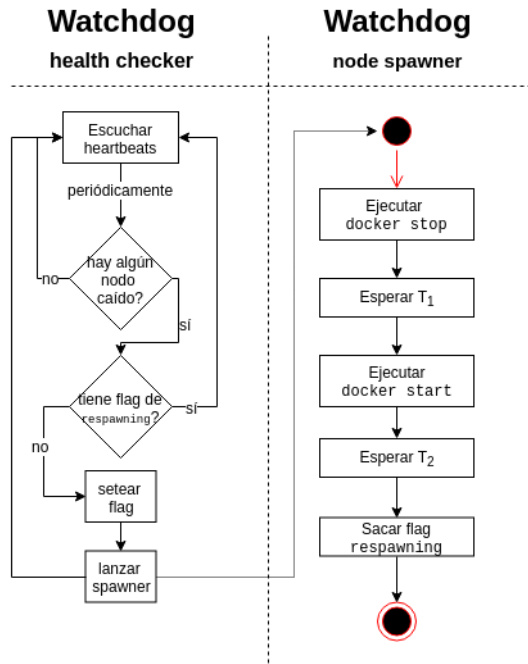 Watchdog
health checker
Escuchar
heartbeats
periódicamente
hay algún
nodo
caído?
no
sí
tiene flag de
respawning?
sí
no
setear
flag
lanzar
spawner
Watchdog
node spawner
Ejecutar
docker stop
Esperar T₁
Ejecutar
docker start
Esperar T₂
Sacar flag
respawning